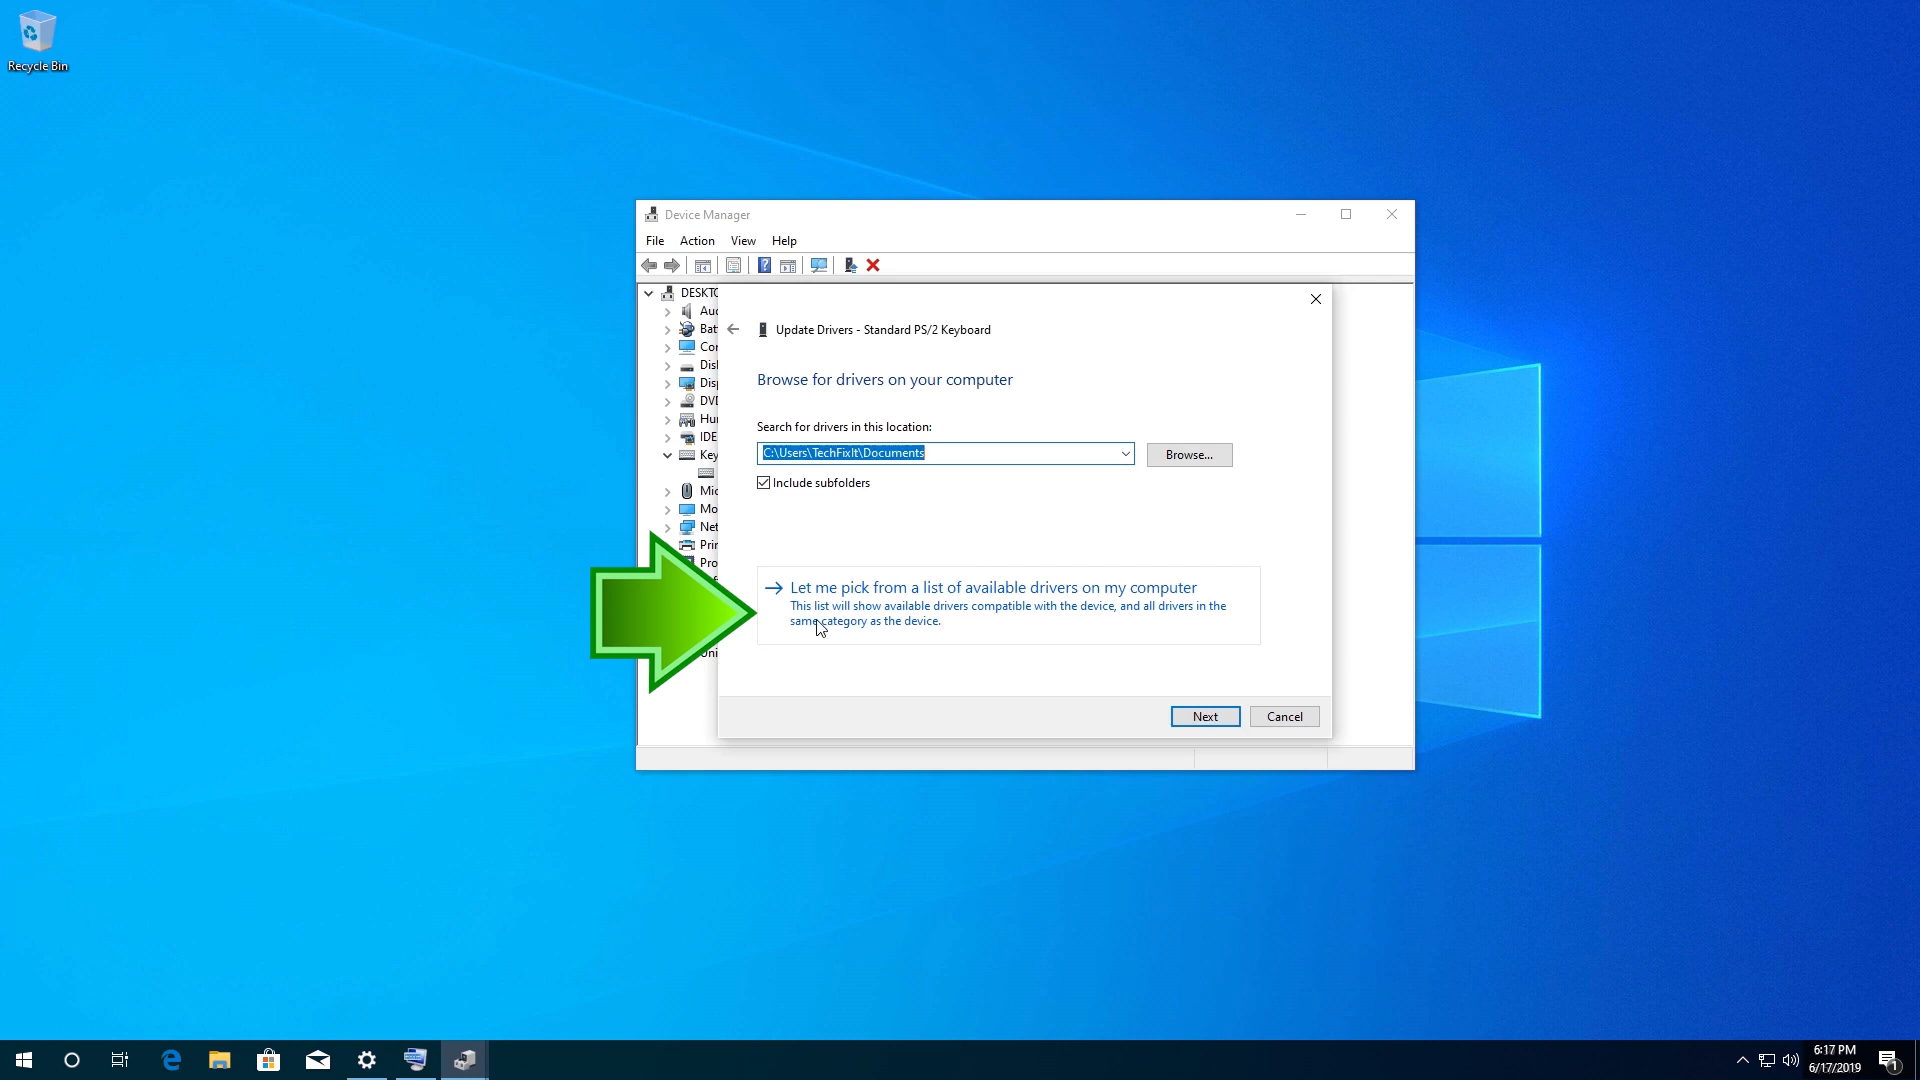 Recycle Bin
Device Manager
File Action View Help
DESKTO
Aud
Bat
Cor
Disl
Disp
DVD
Hur
IDE
Key
Mic
Mo
Net
Prin
Pro
Uni
Update Drivers - Standard PS/2 Keyboard
Browse for drivers on your computer
Search for drivers in this location:
C:\Users\TechFixIt\Documents
Browse...
Include subfolders
Let me pick from a list of available drivers on my computer
This list will show available drivers compatible with the device, and all drivers in the
same category as the device.
Next
Cancel
6:17 PM
6/17/2019
1